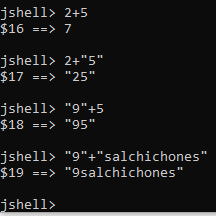 jshell> 2+5
$16 ==> 7
jshell> 2+"5"
$17 ==> "25"
jshell> "9"+5
$18 ==> "95"
jshell> "9"+"salchichones"
$19 ==> "9salchichones"
jshell>